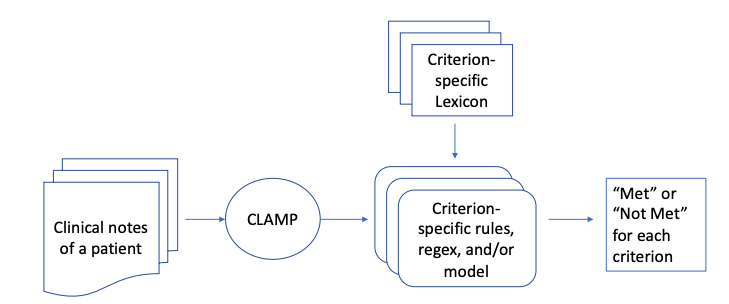 Criterion-
specific
Lexicon
Clinical notes
of a patient
CLAMP
Criterion-
specific rules,
regex, and/or
model
“Met” or
“Not Met”
for each
criterion